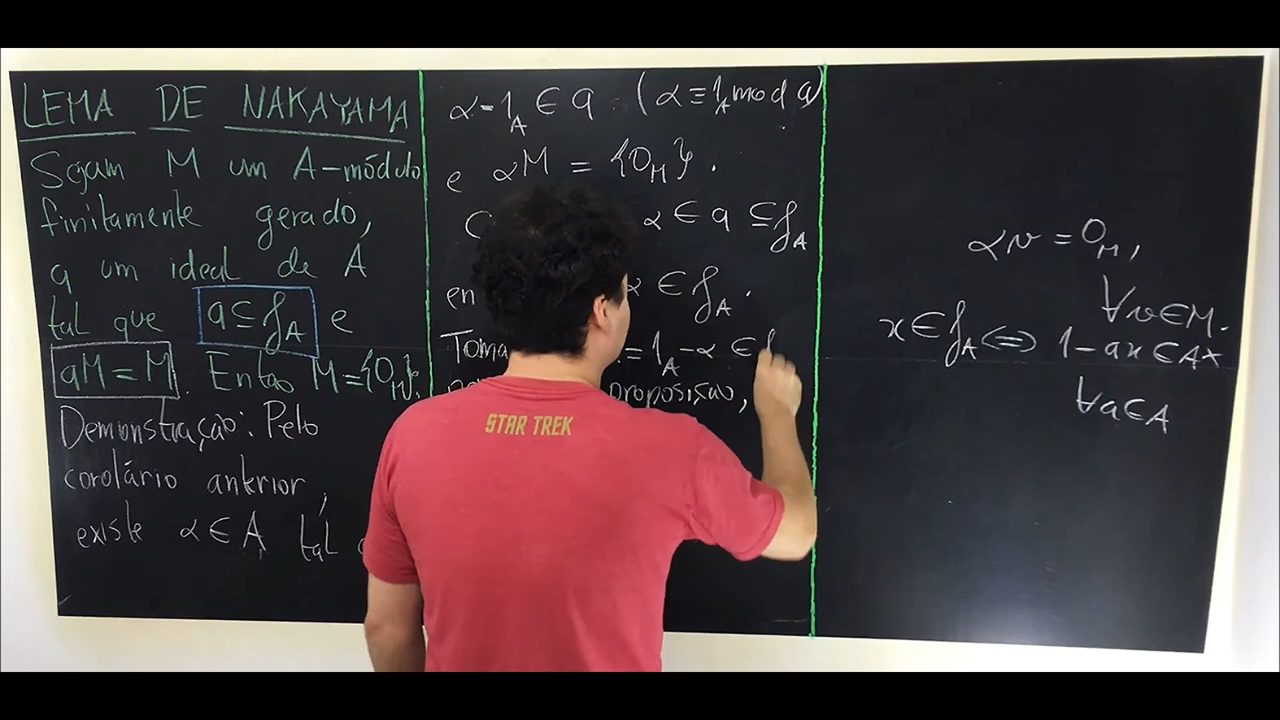 LEMA DE NAKAYAMA
Sejam M um A-módulo
finitamente gerado,
a um ideal de A
tal que a ⊆ J_A e
aM = M. Então M = {0_M}.
Demonstração: Pelo
corolário anterior,
existe α ∈ A tal
α - 1_A ∈ a (α ≡ 1_A mod a)
e αM = {0_M}.
α ∈ a ⊆ J_A
α ∈ J_A.
= 1_A - α ∈
proposição,
αv = 0_M,
∀v ∈ M.
x ∈ J_A ⇔ 1 - ax ∈ A×
∀a ∈ A
STAR TREK